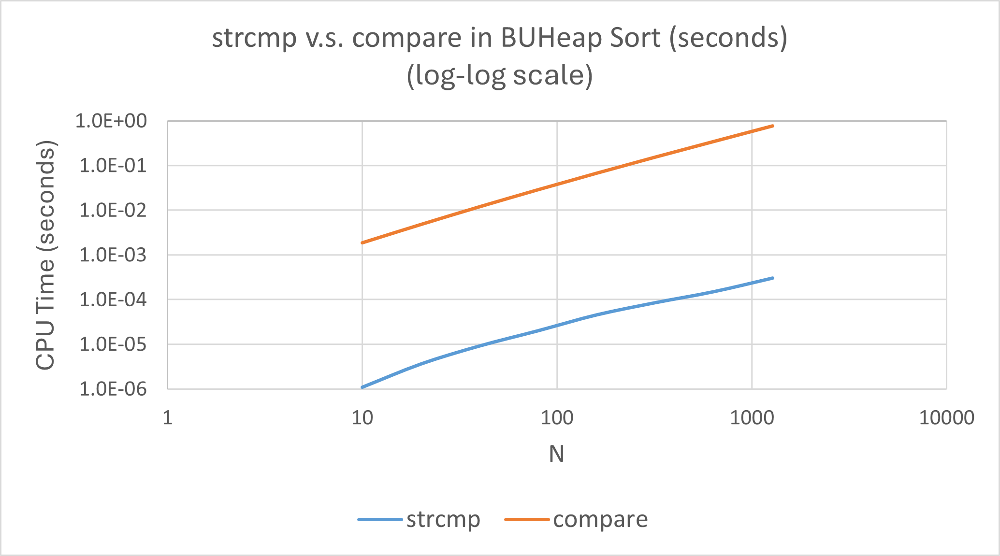 strcmp v.s. compare in BUHeap Sort (seconds)
(log-log scale)
CPU Time (seconds)
1.0E+00
1.0E-01
1.0E-02
1.0E-03
1.0E-04
1.0E-05
1.0E-06
1 10 100 1000 10000
N
strcmp compare